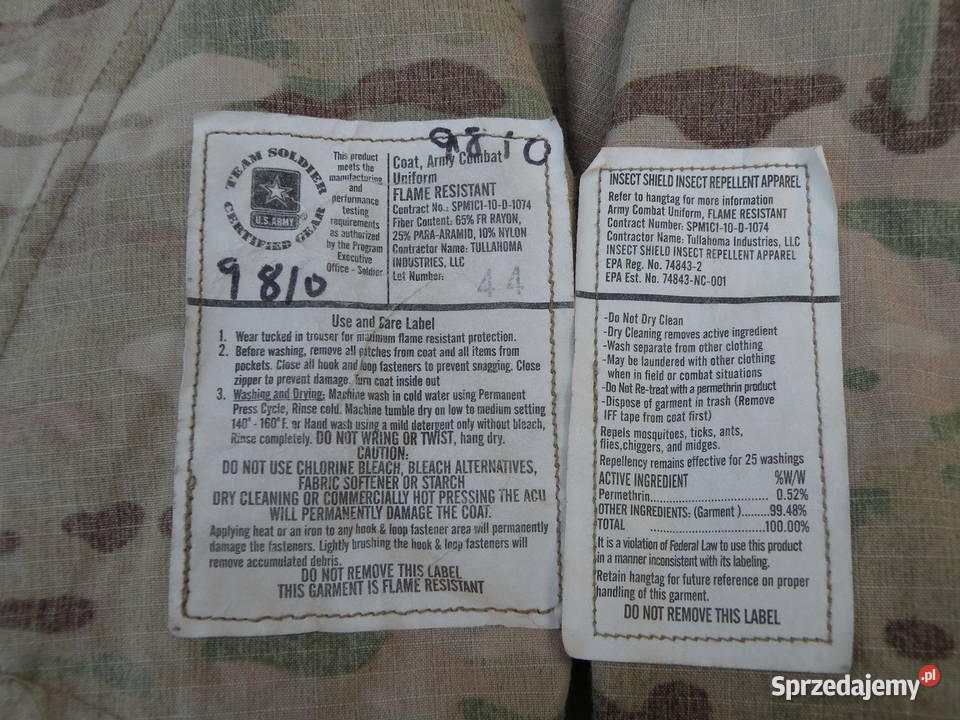 TEAM SOLDIER
CERTIFIED GEAR
U.S. ARMY
This product
meets the
manufacturing
and
performance
testing
requirements
as authorized
by the Program
Executive
Office - Soldier
9810
9810
Coat, Army Combat
Uniform
FLAME RESISTANT
Contract No.: SPM1C1-10-D-1074
Fiber Content: 65% FR RAYON,
25% PARA-ARAMID, 10% NYLON
Contractor Name: TULLAHOMA
INDUSTRIES, LLC
Lot Number: 44
Use and Care Label
1. Wear tucked in trouser for maximum flame resistant protection.
2. Before washing, remove all patches from coat and all items from
pockets. Close all hook and loop fasteners to prevent snagging. Close
zipper to prevent damage. Turn coat inside out
3. Washing and Drying: Machine wash in cold water using Permanent
Press Cycle, Rinse cold. Machine tumble dry on low to medium setting
140° - 160° F. or Hand wash using a mild detergent only without bleach,
Rinse completely. DO NOT WRING OR TWIST, hang dry.
CAUTION:
DO NOT USE CHLORINE BLEACH, BLEACH ALTERNATIVES,
FABRIC SOFTENER OR STARCH
DRY CLEANING OR COMMERCIALLY HOT PRESSING THE ACU
WILL PERMANENTLY DAMAGE THE COAT.
Applying heat or an iron to any hook & loop fastener area will permanently
damage the fasteners. Lightly brushing the hook & loop fasteners will
remove accumulated debris.
DO NOT REMOVE THIS LABEL
THIS GARMENT IS FLAME RESISTANT
INSECT SHIELD INSECT REPELLENT APPAREL
Refer to hangtag for more information
Army Combat Uniform, FLAME RESISTANT
Contract Number: SPM1C1-10-D-1074
Contractor Name: Tullahoma Industries, LLC
INSECT SHIELD INSECT REPELLENT APPAREL
EPA Reg. No. 74843-2
EPA Est. No. 74843-NC-001
-Do Not Dry Clean
-Dry Cleaning removes active ingredient
-Wash separate from other clothing
-May be laundered with other clothing
when in field or combat situations
-Do Not Re-treat with a permethrin product
-Dispose of garment in trash (Remove
IFF tape from coat first)
Repels mosquitoes, ticks, ants,
flies,chiggers, and midges.
Repellency remains effective for 25 washings
ACTIVE INGREDIENT %W/W
Permethrin........................ 0.52%
OTHER INGREDIENTS: (Garment )........99.48%
TOTAL .............................100.00%
It is a violation of Federal Law to use this product
in a manner inconsistent with its labeling.
Retain hangtag for future reference on proper
handling of this garment.
DO NOT REMOVE THIS LABEL
Sprzedajemy.pl